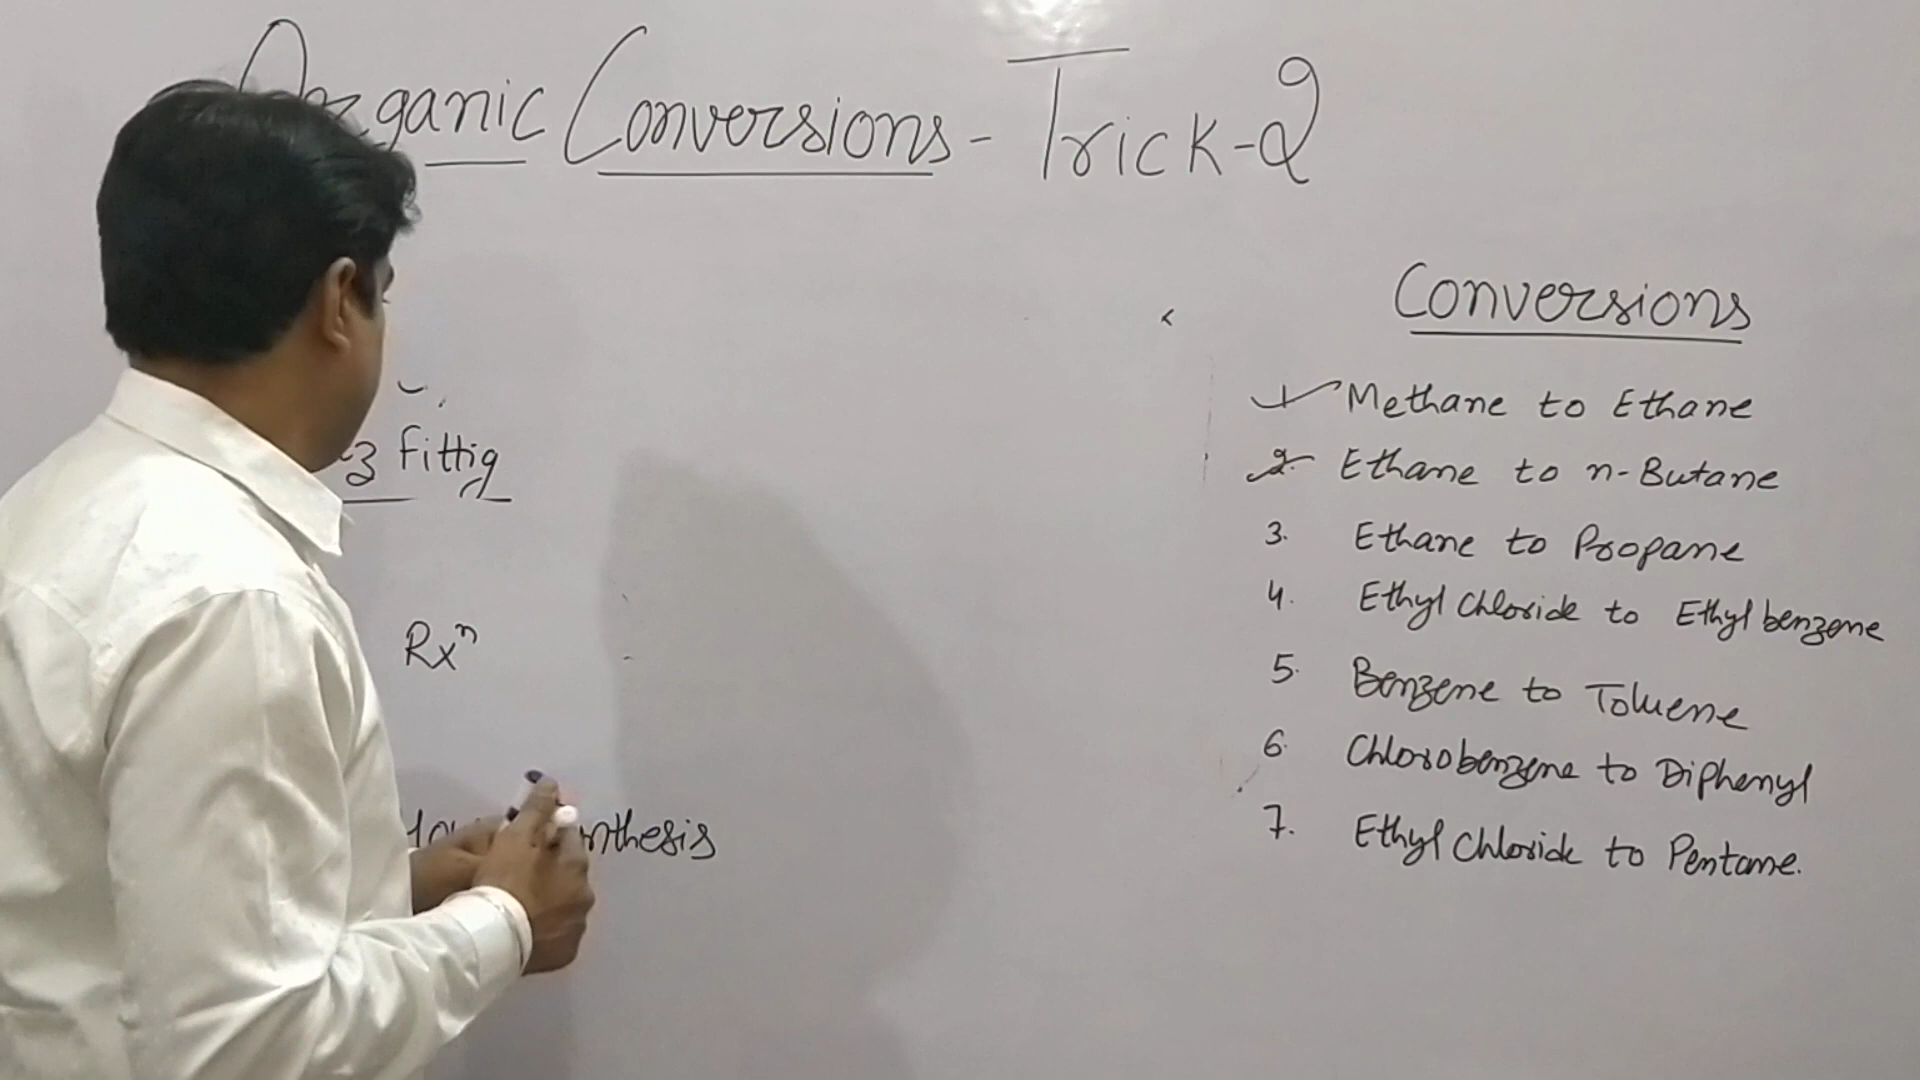 Organic Conversions - Trick-2
Conversions
1 Methane to Ethane
2. Ethane to n-Butane
3. Ethane to Propane
4. Ethyl Chloride to Ethyl benzene
5. Benzene to Toluene
6. Chlorobenzene to Diphenyl
7. Ethyl Chloride to Pentane.
Fittig
Rxⁿ